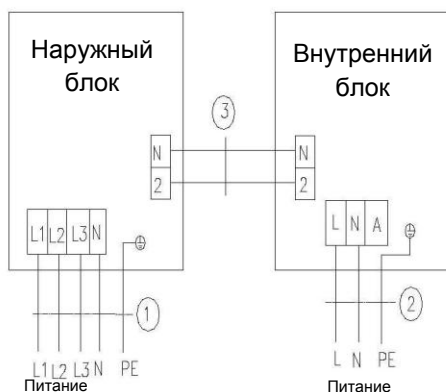 Наружный
блок
Внутренний
блок
3
N
N
2
2
L1 L2 L3 N
L N A
1
2
L1 L2 L3 N PE
L N PE
Питание
Питание